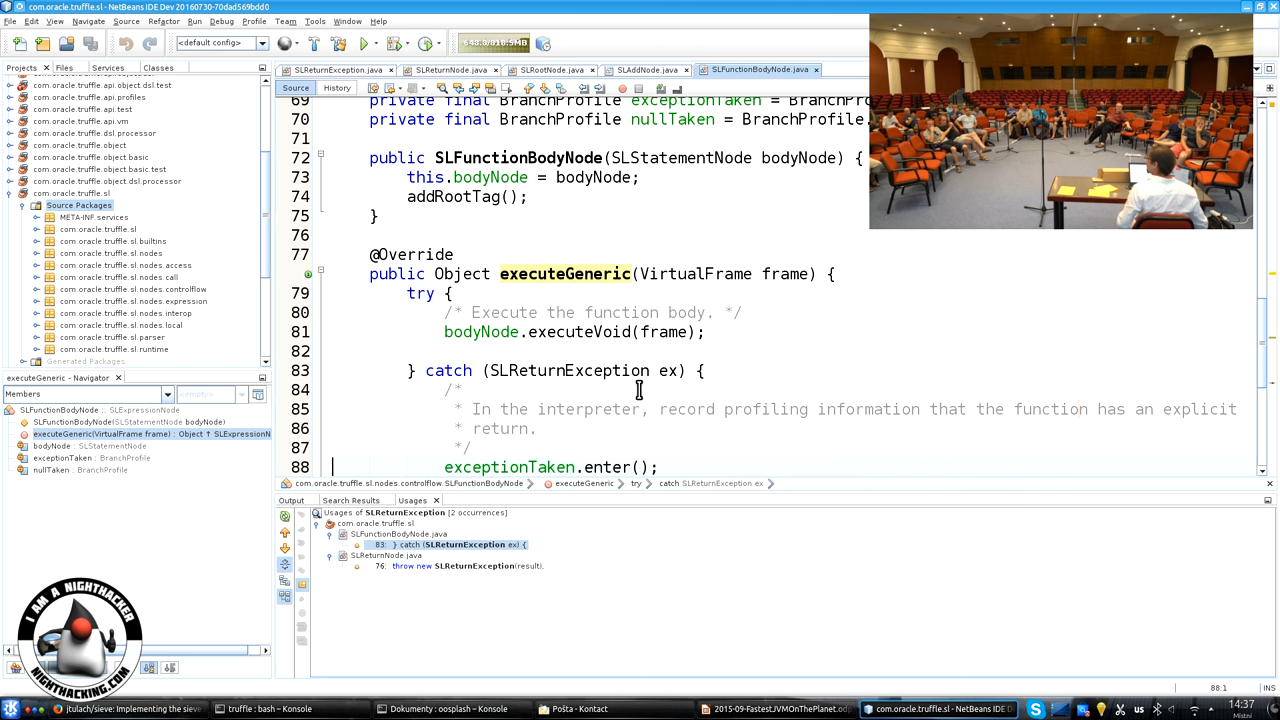 com.oracle.truffle.sl - NetBeans IDE Dev 20160730-70dad569bdd0
File Edit View Navigate Source Refactor Run Debug Profile Team Tools Window Help
<default config> 648.8/818.5MB
Projects Files Services Classes
com.oracle.truffle.api.object.dsl.test
com.oracle.truffle.api.profiles
com.oracle.truffle.api.test
com.oracle.truffle.api.vm
com.oracle.truffle.dsl.processor
com.oracle.truffle.object
com.oracle.truffle.object.basic
com.oracle.truffle.object.basic.test
com.oracle.truffle.object.dsl.processor
com.oracle.truffle.sl
Source Packages
META-INF.services
com.oracle.truffle.sl
com.oracle.truffle.sl.builtins
com.oracle.truffle.sl.nodes
com.oracle.truffle.sl.nodes.access
com.oracle.truffle.sl.nodes.call
com.oracle.truffle.sl.nodes.controlflow
com.oracle.truffle.sl.nodes.expression
com.oracle.truffle.sl.nodes.interop
com.oracle.truffle.sl.nodes.local
com.oracle.truffle.sl.parser
com.oracle.truffle.sl.runtime
Generated Packages
executeGeneric - Navigator
Members <empty>
SLFunctionBodyNode :: SLExpressionNode
SLFunctionBodyNode(SLStatementNode bodyNode)
executeGeneric(VirtualFrame frame) : Object ↑ SLExpressionN
bodyNode : SLStatementNode
exceptionTaken : BranchProfile
nullTaken : BranchProfile
I AM A NIGHTHACKER
NIGHTHACKING.COM
SLReturnException.java SLReturnNode.java SLRootNode.java SLAddNode.java SLFunctionBodyNode.java
Source History
69 private final BranchProfile exceptionTaken = BranchPro
70 private final BranchProfile nullTaken = BranchProfile.
71
72 public SLFunctionBodyNode(SLStatementNode bodyNode) {
73 this.bodyNode = bodyNode;
74 addRootTag();
75 }
76
77 @Override
public Object executeGeneric(VirtualFrame frame) {
79 try {
80 /* Execute the function body. */
81 bodyNode.executeVoid(frame);
82
83 } catch (SLReturnException ex) {
84 /*
85 * In the interpreter, record profiling information that the function has an explicit
86 * return.
87 */
88 exceptionTaken.enter();
com.oracle.truffle.sl.nodes.controlflow.SLFunctionBodyNode executeGeneric try catch SLReturnException ex
Output Search Results Usages
Usages of SLReturnException [2 occurrences]
com.oracle.truffle.sl
SLFunctionBodyNode.java
83: } catch (SLReturnException ex) {
SLReturnNode.java
76: throw new SLReturnException(result);
88:1 INS
jtulach/sieve: Implementing the sieve truffle : bash – Konsole Dokumenty : oosplash – Konsole Pošta - Kontact 2015-09-FastestJVMOnThePlanet.odp com.oracle.truffle.sl - NetBeans IDE D us 14:37
Místní